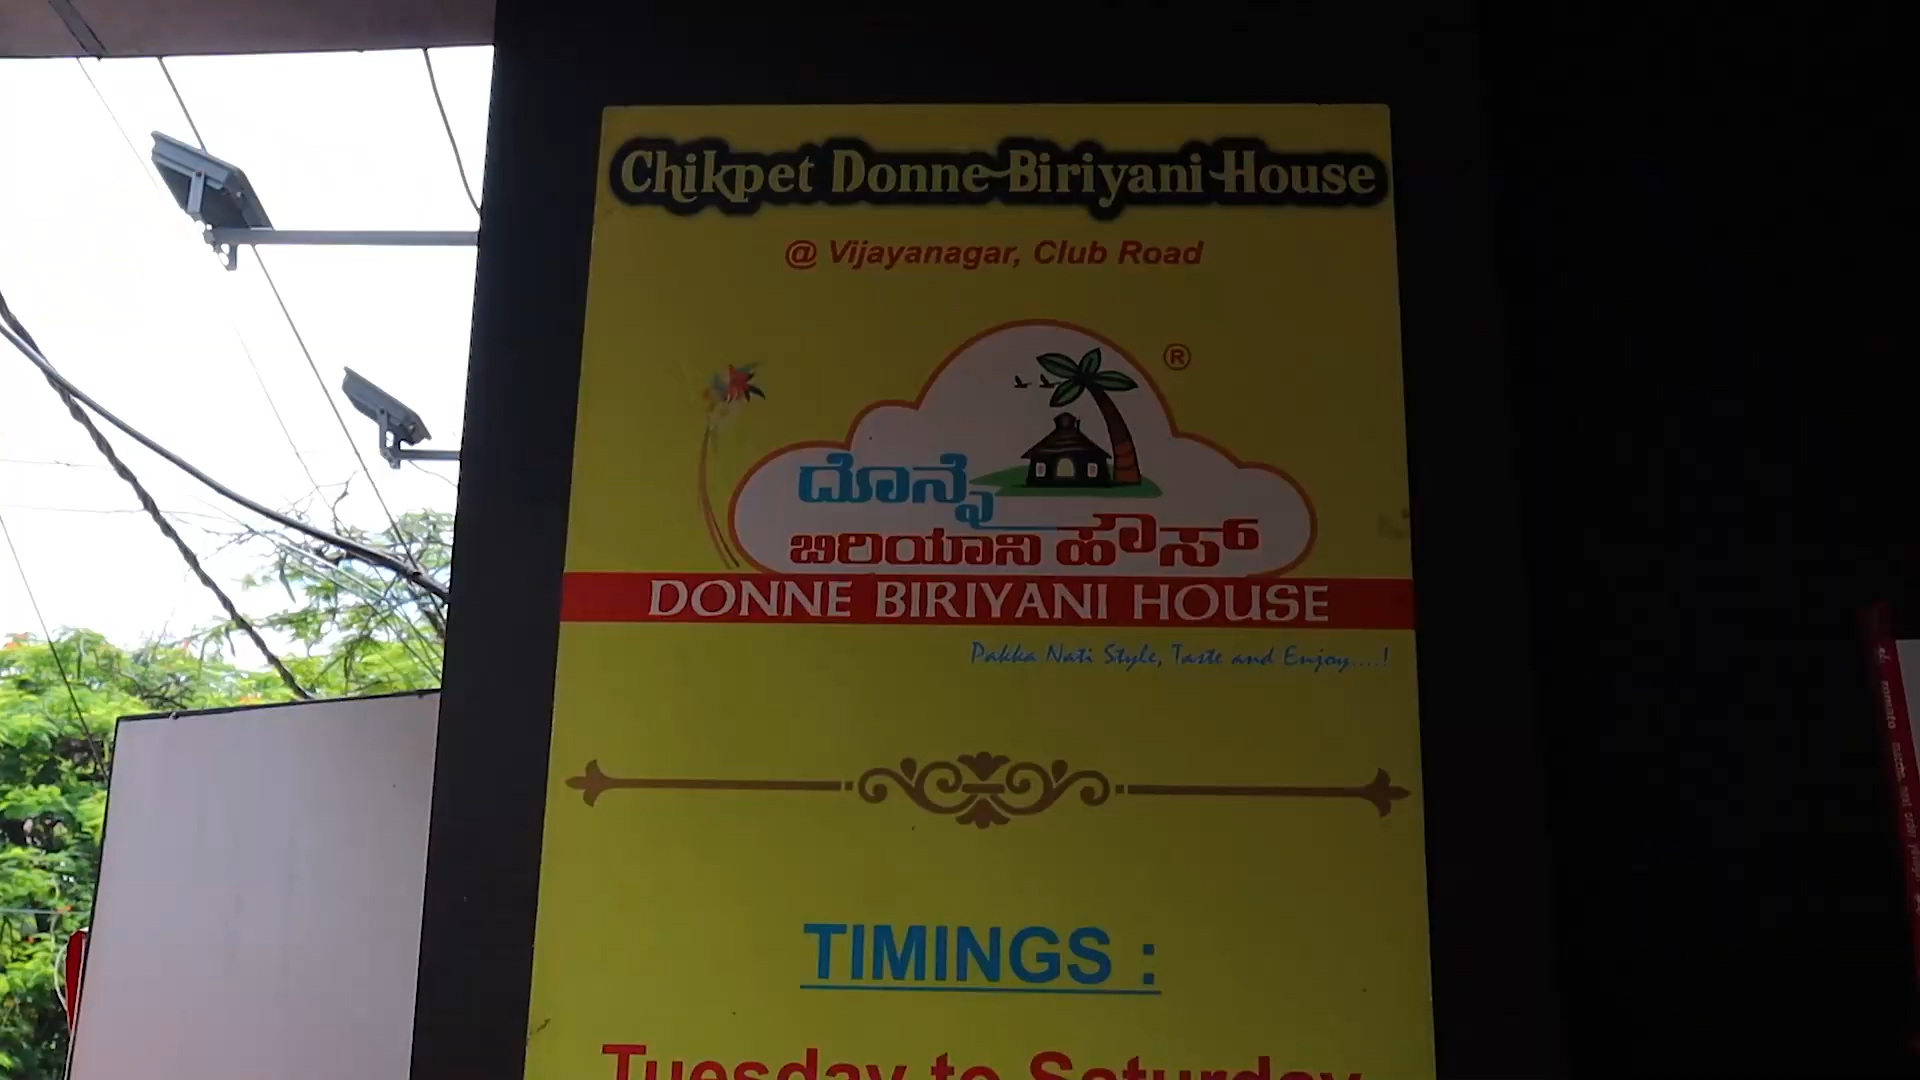 Chikpet Donne Biriyani House
@ Vijayanagar, Club Road
®
ದೊನ್ನೆ
ಬಿರಿಯಾನಿ ಹೌಸ್
DONNE BIRIYANI HOUSE
Pakka Nati Style, Taste and Enjoy....!
TIMINGS :
Tuesday to Saturday
zomato